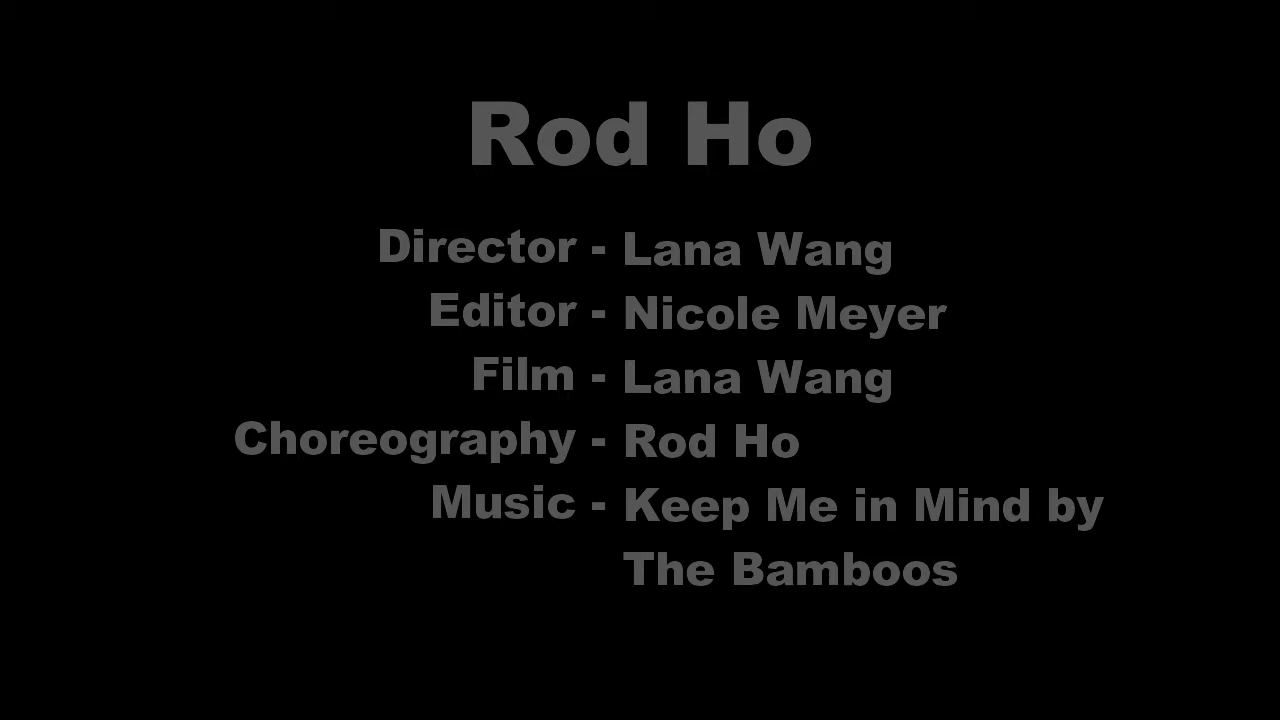 Rod Ho
Director - Lana Wang
Editor - Nicole Meyer
Film - Lana Wang
Choreography - Rod Ho
Music - Keep Me in Mind by
The Bamboos